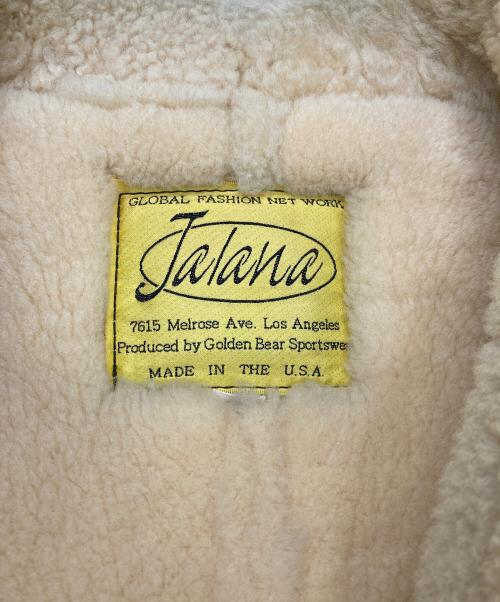 GLOBAL FASHION NET WORK
Jalana
7615 Melrose Ave. Los Angeles
Produced by Golden Bear Sportswe
MADE IN THE U.S.A.